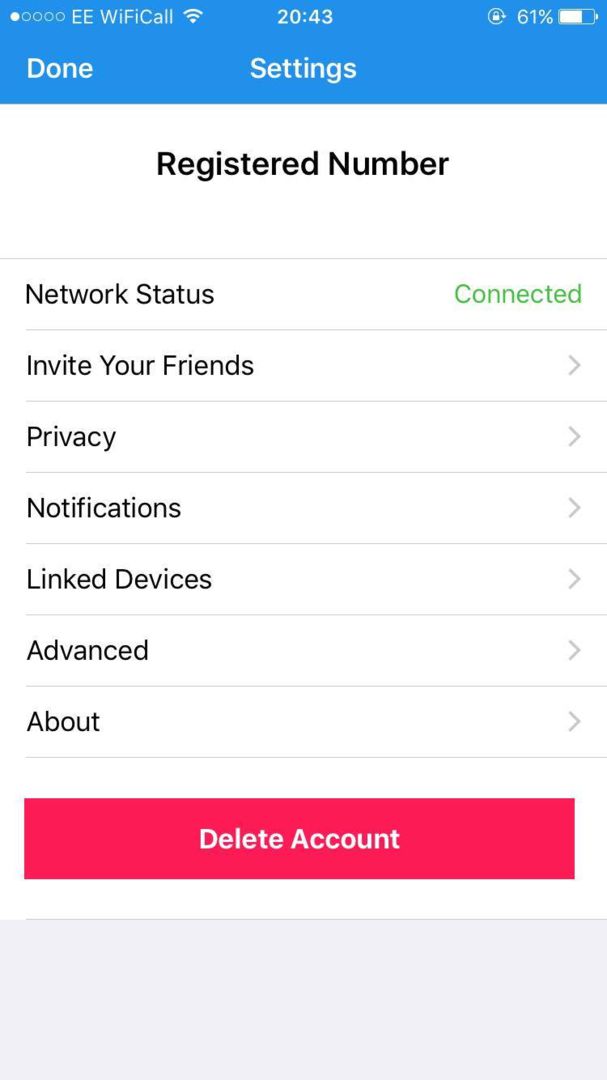 EE WiFiCall 20:43 61%
Done Settings
Registered Number
Network Status Connected
Invite Your Friends
Privacy
Notifications
Linked Devices
Advanced
About
Delete Account